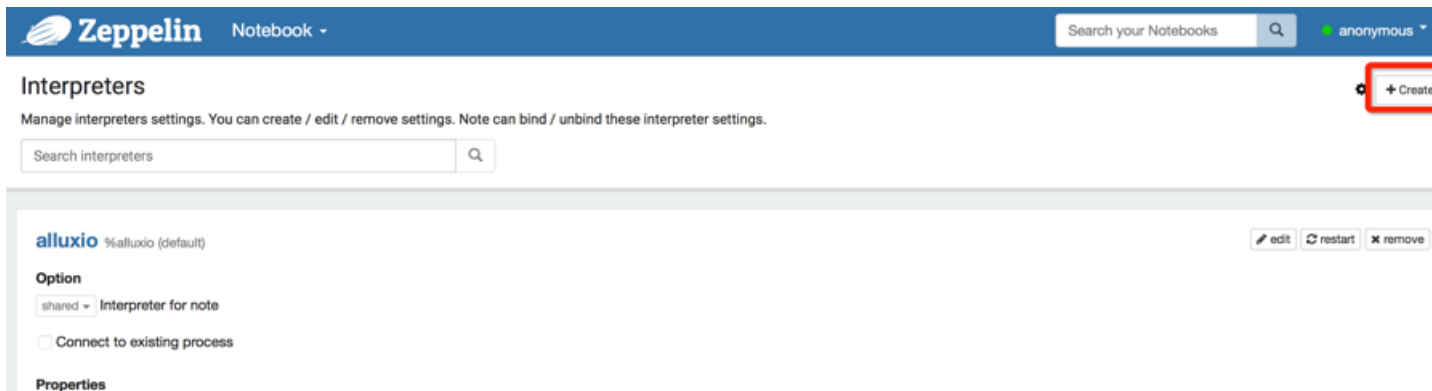 Zeppelin Notebook Search your Notebooks anonymous
Interpreters
+ Create
Manage interpreters settings. You can create / edit / remove settings. Note can bind / unbind these interpreter settings.
Search interpreters
alluxio %alluxio (default) edit restart remove
Option
shared Interpreter for note
Connect to existing process
Properties